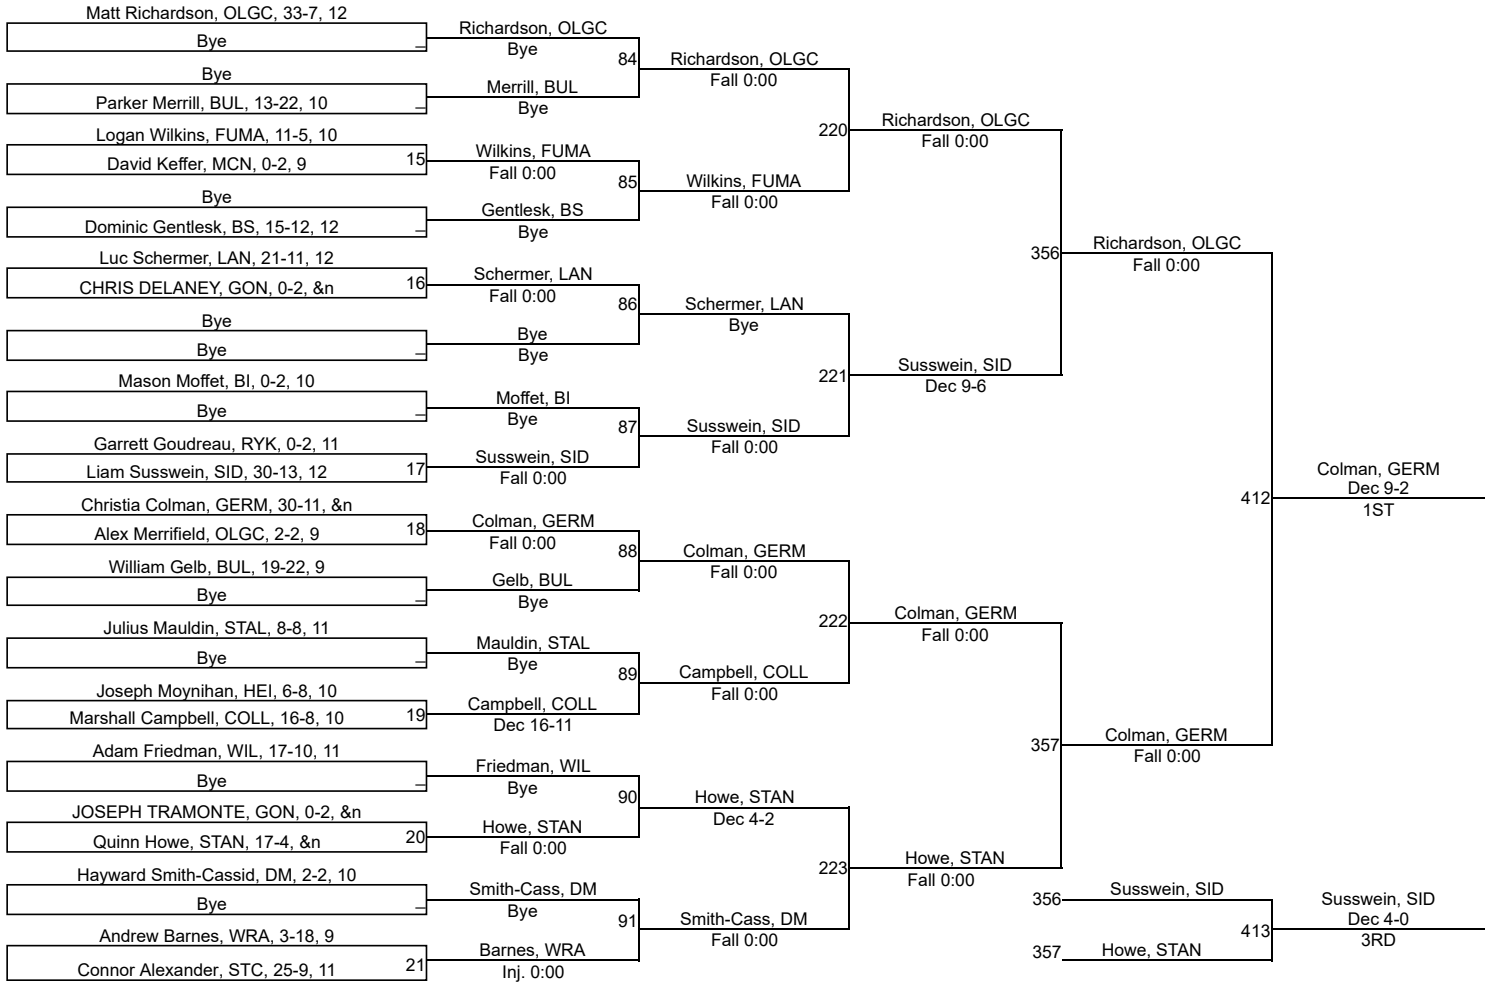 Matt Richardson, OLGC, 33-7, 12
Bye
Bye
Parker Merrill, BUL, 13-22, 10
Logan Wilkins, FUMA, 11-5, 10
David Keffer, MCN, 0-2, 9
15
Bye
Dominic Gentlesk, BS, 15-12, 12
Luc Schermer, LAN, 21-11, 12
CHRIS DELANEY, GON, 0-2, &n
16
Bye
Bye
Mason Moffet, BI, 0-2, 10
Bye
Garrett Goudreau, RYK, 0-2, 11
Liam Susswein, SID, 30-13, 12
17
Christia Colman, GERM, 30-11, &n
Alex Merrifield, OLGC, 2-2, 9
18
William Gelb, BUL, 19-22, 9
Bye
Julius Mauldin, STAL, 8-8, 11
Bye
Joseph Moynihan, HEI, 6-8, 10
Marshall Campbell, COLL, 16-8, 10
19
Adam Friedman, WIL, 17-10, 11
Bye
JOSEPH TRAMONTE, GON, 0-2, &n
Quinn Howe, STAN, 17-4, &n
20
Hayward Smith-Cassid, DM, 2-2, 10
Bye
Andrew Barnes, WRA, 3-18, 9
Connor Alexander, STC, 25-9, 11
21
Richardson, OLGC
Bye
84
Merrill, BUL
Bye
Wilkins, FUMA
Fall 0:00
85
Gentlesk, BS
Bye
Schermer, LAN
Fall 0:00
86
Bye
Bye
Moffet, BI
Bye
87
Susswein, SID
Fall 0:00
Colman, GERM
Fall 0:00
88
Gelb, BUL
Bye
Mauldin, STAL
Bye
89
Campbell, COLL
Dec 16-11
Friedman, WIL
Bye
90
Howe, STAN
Fall 0:00
Smith-Cass, DM
Bye
91
Barnes, WRA
Inj. 0:00
Richardson, OLGC
Fall 0:00
220
Wilkins, FUMA
Fall 0:00
Schermer, LAN
Bye
221
Susswein, SID
Fall 0:00
Colman, GERM
Fall 0:00
222
Campbell, COLL
Fall 0:00
Howe, STAN
Dec 4-2
223
Smith-Cass, DM
Fall 0:00
Richardson, OLGC
Fall 0:00
356
Susswein, SID
Dec 9-6
Colman, GERM
Fall 0:00
357
Howe, STAN
Fall 0:00
Richardson, OLGC
Fall 0:00
412
Colman, GERM
Fall 0:00
Colman, GERM
Dec 9-2
1ST
356
Susswein, SID
413
357
Howe, STAN
Susswein, SID
Dec 4-0
3RD